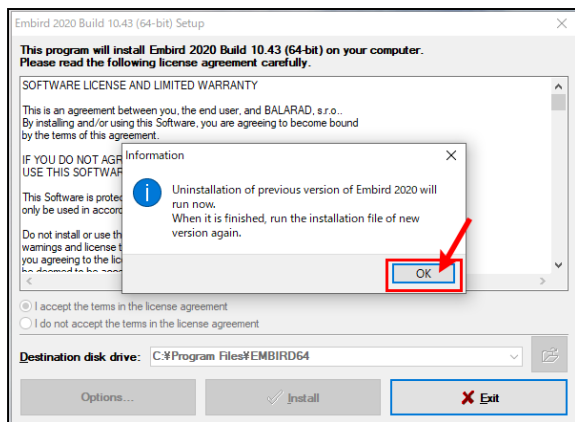 Embird 2020 Build 10.43 (64-bit) Setup
This program will install Embird 2020 Build 10.43 (64-bit) on your computer.
Please read the following license agreement carefully.
SOFTWARE LICENSE AND LIMITED WARRANTY
This is an agreement between you, the end user, and BALARAD, s.r.o..
By installing and/or using this Software, you are agreeing to become bound
by the terms of this agreement.
IF YOU DO NOT AGR
USE THIS SOFTWAR
This Software is protec
only be used in accord
Do not install or use th
warnings and license t
you agreeing to the lic
Information
Uninstallation of previous version of Embird 2020 will
run now.
When it is finished, run the installation file of new
version again.
OK
I accept the terms in the license agreement
I do not accept the terms in the license agreement
Destination disk drive: C:¥Program Files¥EMBIRD64
Options...
Install
Exit